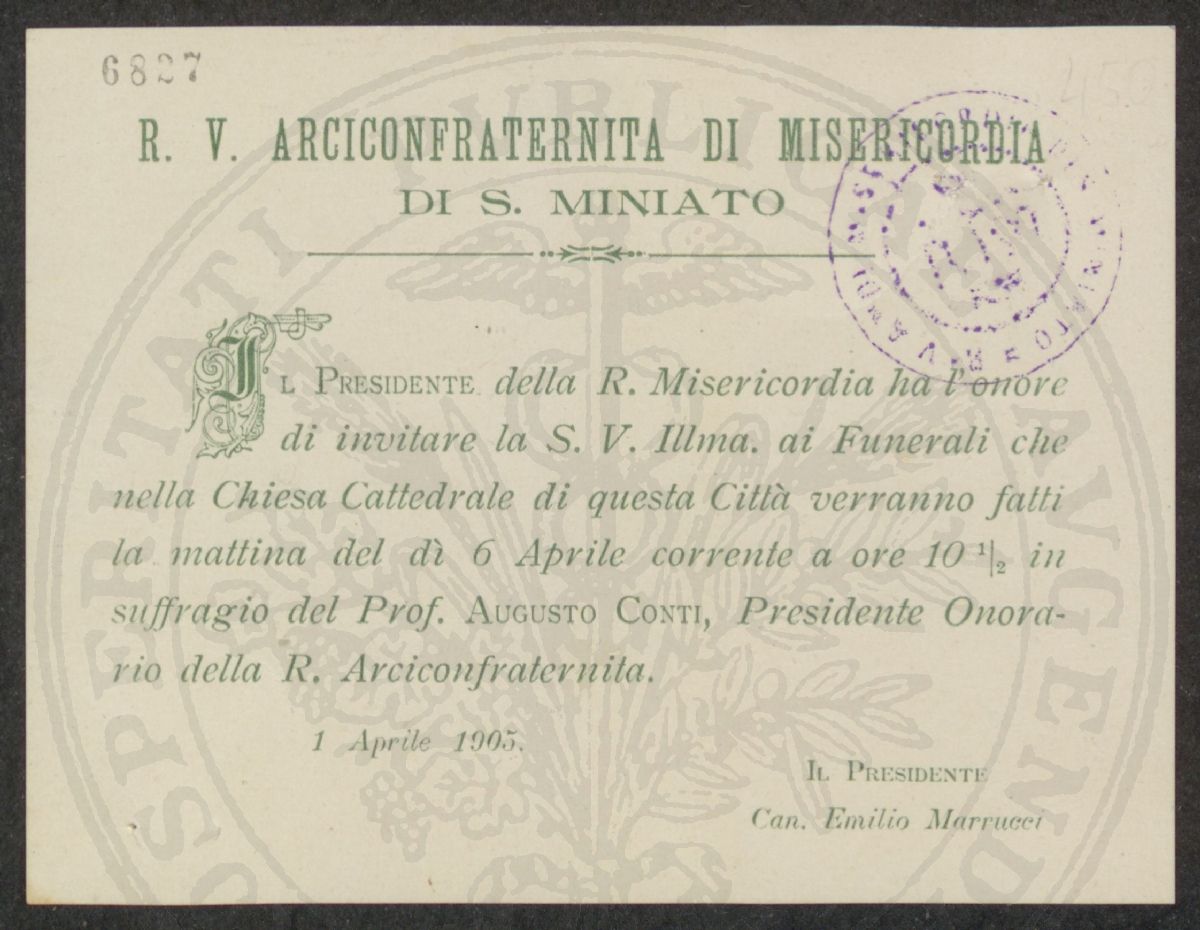 6827
R. V. ARCICONFRATERNITA DI MISERICORDIA
DI S. MINIATO
IL PRESIDENTE della R. Misericordia ha l'onore
di invitare la S. V. Illma. ai Funerali che
nella Chiesa Cattedrale di questa Città verranno fatti
la mattina del dì 6 Aprile corrente a ore 10 1/2 in
suffragio del Prof. AUGUSTO CONTI, Presidente Onora-
rio della R. Arciconfraternita.
1 Aprile 1905.
IL PRESIDENTE
Can. Emilio Marrucci
PUBLICAE
AUGEND
SPERITATI